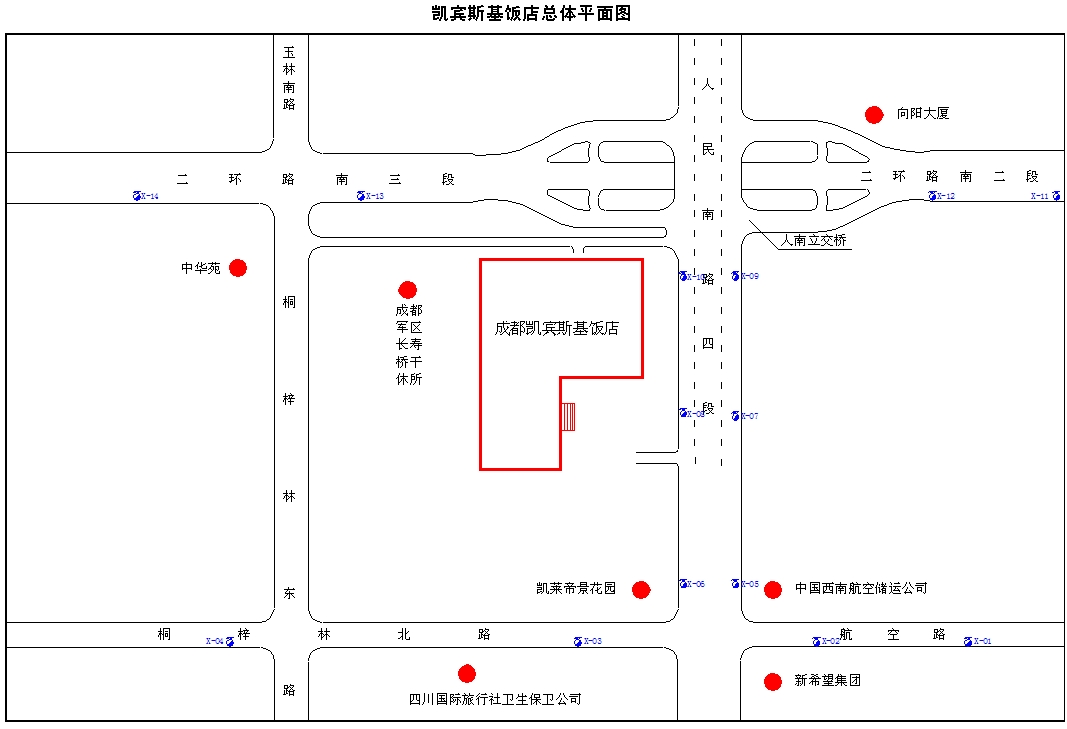 凯宾斯基饭店总体平面图
玉林南路
人民南路四段
向阳大厦
二环路南三段
二环路南二段
X-14
X-13
X-12
X-11
人南立交桥
中华苑
成都
军区
长寿
桥干
休所
成都凯宾斯基饭店
X-10
X-09
X-08
X-07
桐梓林东路
凯莱帝景花园
X-06
X-05
中国西南航空储运公司
桐梓林北路
航空路
X-04
X-03
X-02
X-01
四川国际旅行社卫生保卫公司
新希望集团